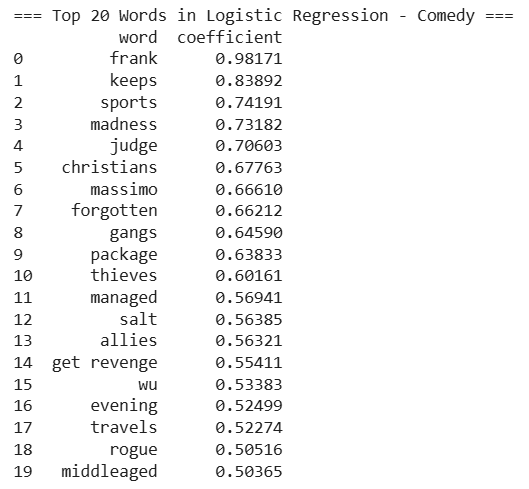 === Top 20 Words in Logistic Regression - Comedy ===
word coefficient
0 frank 0.98171
1 keeps 0.83892
2 sports 0.74191
3 madness 0.73182
4 judge 0.70603
5 christians 0.67763
6 massimo 0.66610
7 forgotten 0.66212
8 gangs 0.64590
9 package 0.63833
10 thieves 0.60161
11 managed 0.56941
12 salt 0.56385
13 allies 0.56321
14 get revenge 0.55411
15 wu 0.53383
16 evening 0.52499
17 travels 0.52274
18 rogue 0.50516
19 middleaged 0.50365